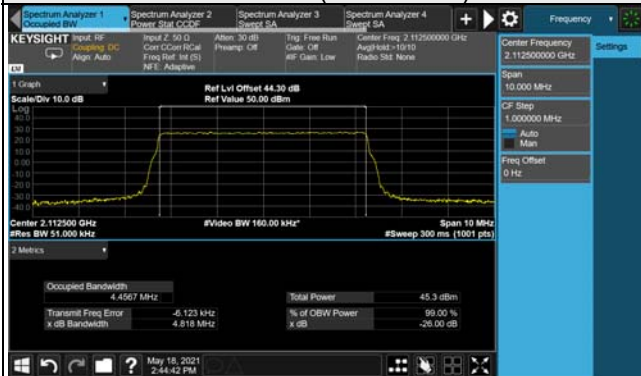 Spectrum Analyzer 1
Occupied BW
Spectrum Analyzer 2
Power Stat CCDF
Spectrum Analyzer 3
Swept SA
Spectrum Analyzer 4
Swept SA
Frequency
KEYSIGHT
Input: RF
Coupling: DC
Align: Auto
Input Z: 50 Ω
Corr CCorr RCal
Freq Ref: Int (S)
NFE: Adaptive
Atten: 30 dB
Preamp: Off
Trig: Free Run
Gate: Off
#IF Gain: Low
Center Freq: 2.112500000 GHz
Avg|Hold:>10/10
Radio Std: None
Center Frequency
2.112500000 GHz
Settings
Span
10.000 MHz
CF Step
1.000000 MHz
Auto
Man
Freq Offset
0 Hz
1 Graph
Scale/Div 10.0 dB
Ref Lvl Offset 44.30 dB
Ref Value 50.00 dBm
Log
40.0
30.0
20.0
10.0
0.00
-10.0
-20.0
-30.0
-40.0
Center 2.112500 GHz
#Res BW 51.000 kHz
#Video BW 160.00 kHz*
Span 10 MHz
#Sweep 300 ms (1001 pts)
2 Metrics
Occupied Bandwidth
4.4567 MHz
Total Power
45.3 dBm
Transmit Freq Error
-6.123 kHz
% of OBW Power
99.00 %
x dB Bandwidth
4.818 MHz
x dB
-26.00 dB
May 18, 2021
2:44:42 PM